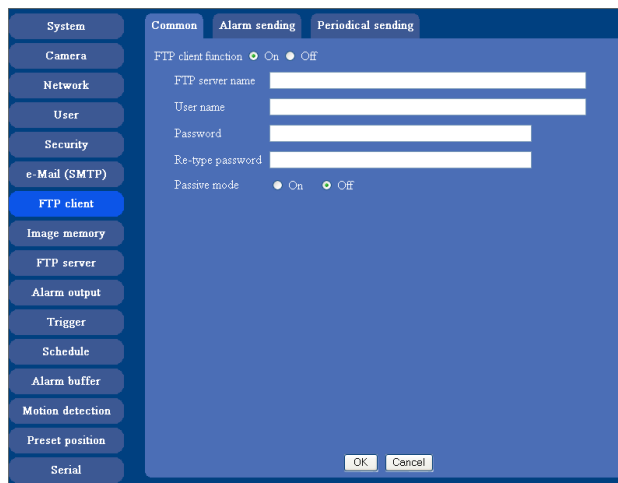 System
Camera
Network
User
Security
e-Mail (SMTP)
FTP client
Image memory
FTP server
Alarm output
Trigger
Schedule
Alarm buffer
Motion detection
Preset position
Serial
Common Alarm sending Periodical sending
FTP client function On Off
FTP server name
User name
Password
Re-type password
Passive mode On Off
OK Cancel